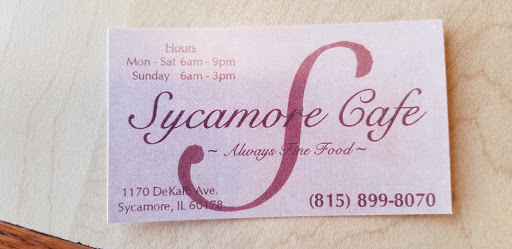 Hours
Mon - Sat 6am - 9pm
Sunday 6am - 3pm
S
Sycamore Cafe
~ Always Fine Food ~
1170 DeKalb Ave.
Sycamore, IL 60178
(815) 899-8070